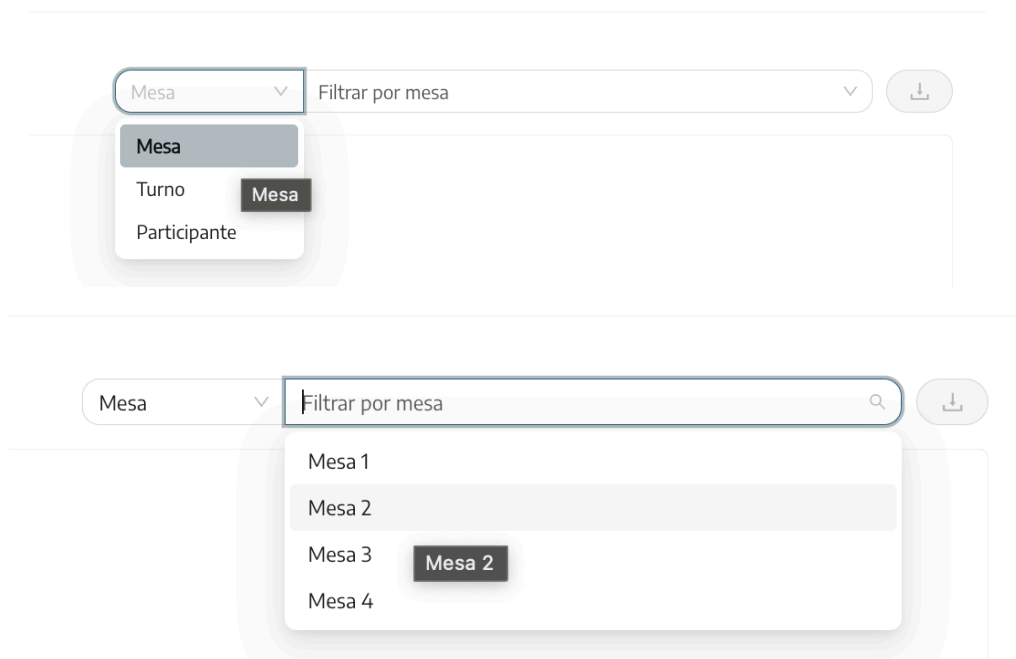 Mesa
Filtrar por mesa
Mesa
Turno
Mesa
Participante
Mesa
Filtrar por mesa
Mesa 1
Mesa 2
Mesa 3
Mesa 2
Mesa 4